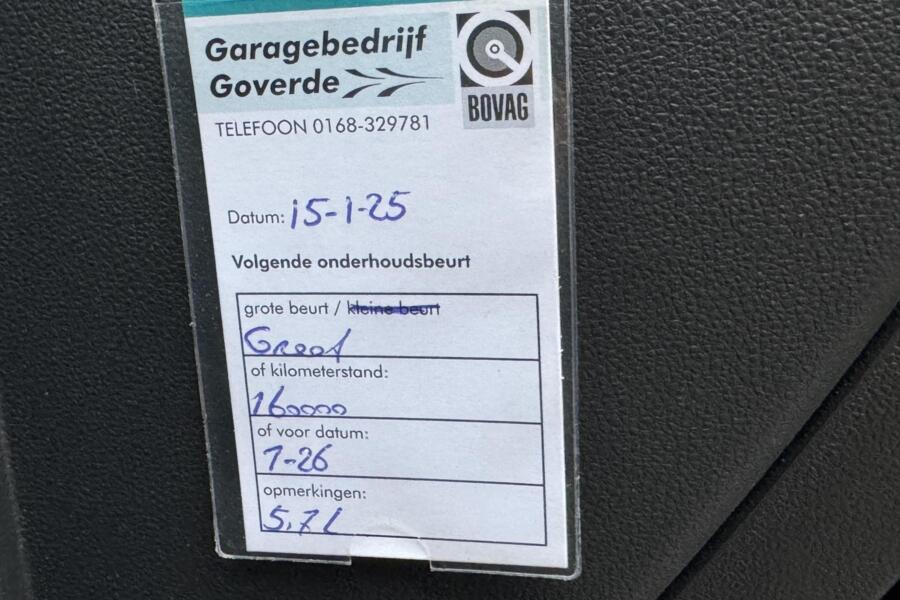 Garagebedrijf
Goverde
BOVAG
TELEFOON 0168-329781
Datum: 15-1-25
Volgende onderhoudsbeurt
grote beurt / kleine beurt
Groot
of kilometerstand:
160000
of voor datum:
1-26
opmerkingen:
5,7L